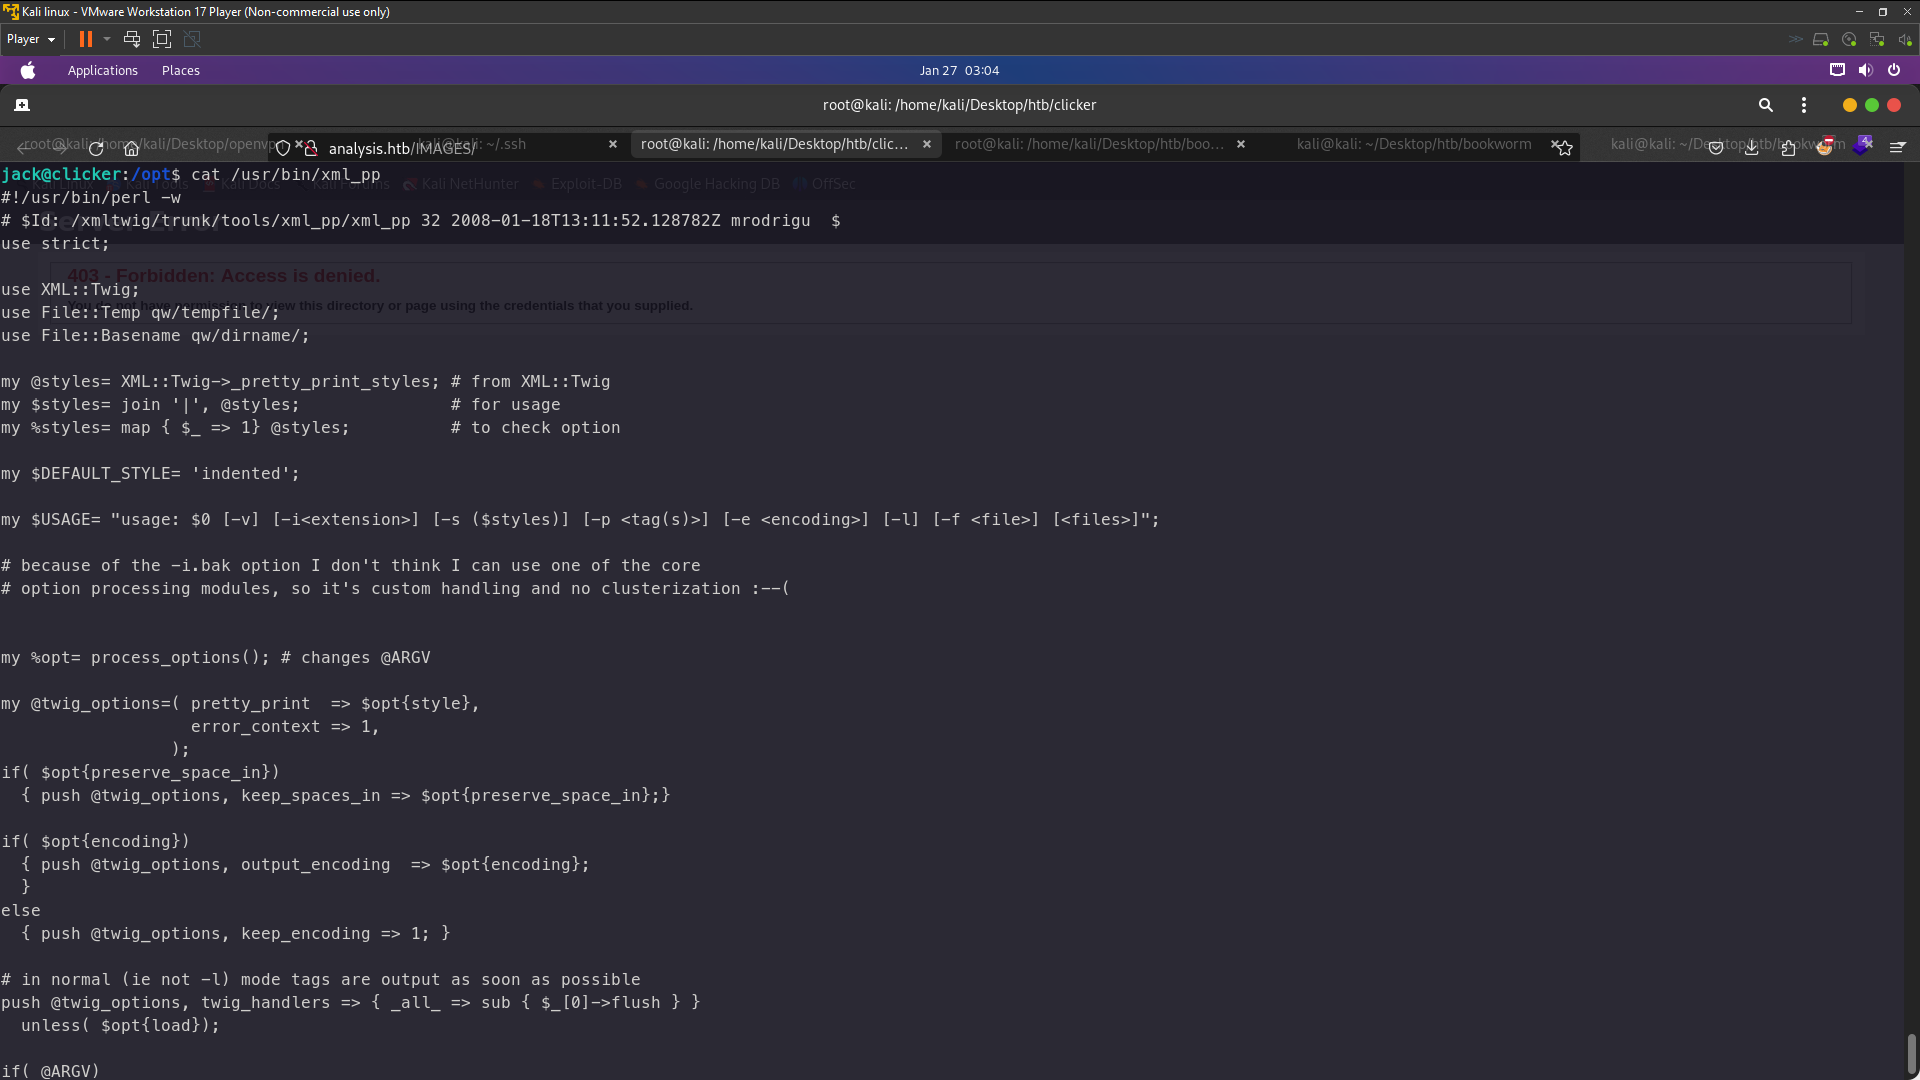 Kali linux - VMware Workstation 17 Player (Non-commercial use only)
Player
Applications Places Jan 27 03:04
root@kali: /home/kali/Desktop/htb/clicker
root@kali: /home/kali/Desktop/openvp kali@kali: ~/.ssh root@kali: /home/kali/Desktop/htb/clic... root@kali: /home/kali/Desktop/htb/boo... kali@kali: ~/Desktop/htb/bookworm kali@kali: ~/Desktop/htb/bookworm
analysis.htb/IMAGES/
4
jack@clicker:/opt$ cat /usr/bin/xml_pp
Kali Linux Kali Tools Kali Docs Kali Forums Kali NetHunter Exploit-DB Google Hacking DB OffSec
#!/usr/bin/perl -w
# $Id: /xmltwig/trunk/tools/xml_pp/xml_pp 32 2008-01-18T13:11:52.128782Z mrodrigu  $
Server Error
use strict;
403 - Forbidden: Access is denied.
use XML::Twig;
You do not have permission to view this directory or page using the credentials that you supplied.
use File::Temp qw/tempfile/;
use File::Basename qw/dirname/;
my @styles= XML::Twig->_pretty_print_styles; # from XML::Twig
my $styles= join '|', @styles;               # for usage
my %styles= map { $_ => 1} @styles;          # to check option
my $DEFAULT_STYLE= 'indented';
my $USAGE= "usage: $0 [-v] [-i<extension>] [-s ($styles)] [-p <tag(s)>] [-e <encoding>] [-l] [-f <file>] [<files>]";
# because of the -i.bak option I don't think I can use one of the core
# option processing modules, so it's custom handling and no clusterization :--(
my %opt= process_options(); # changes @ARGV
my @twig_options=( pretty_print  => $opt{style},
                   error_context => 1,
                 );
if( $opt{preserve_space_in})
  { push @twig_options, keep_spaces_in => $opt{preserve_space_in};}
if( $opt{encoding})
  { push @twig_options, output_encoding  => $opt{encoding};
  }
else
  { push @twig_options, keep_encoding => 1; }
# in normal (ie not -l) mode tags are output as soon as possible
push @twig_options, twig_handlers => { _all_ => sub { $_[0]->flush } }
  unless( $opt{load});
if( @ARGV)